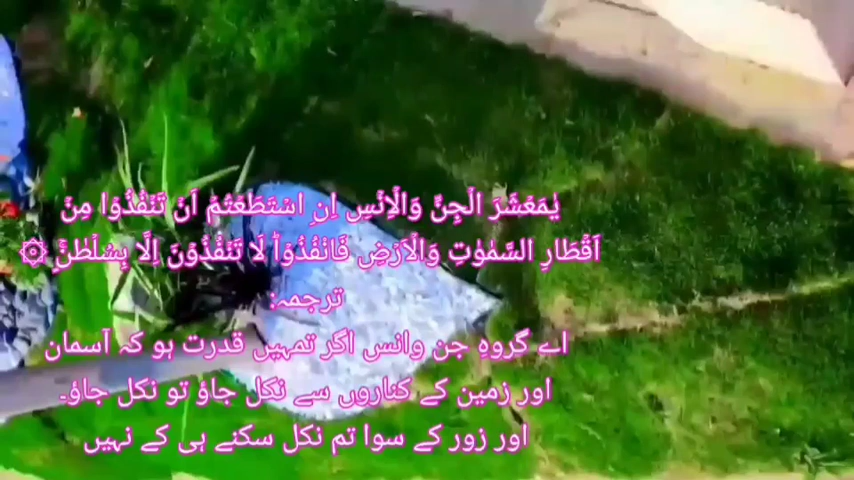 يٰمَعۡشَرَ الۡجِنِّ وَالۡاِنۡسِ اِنِ اسۡتَطَعۡتُمۡ اَنۡ تَنۡفُذُوۡا مِنۡ
اَقۡطَارِ السَّمٰوٰتِ وَالۡاَرۡضِ فَانْفُذُوۡا‌ؕ لَا تَنۡفُذُوۡنَ اِلَّا بِسُلۡطٰنٍ‌ۚ ۞
ترجمہ:
اے گروہِ جن وانس اگر تمہیں قدرت ہو کہ آسمان
اور زمین کے کناروں سے نکل جاؤ تو نکل جاؤ۔
اور زور کے سوا تم نکل سکنے ہی کے نہیں